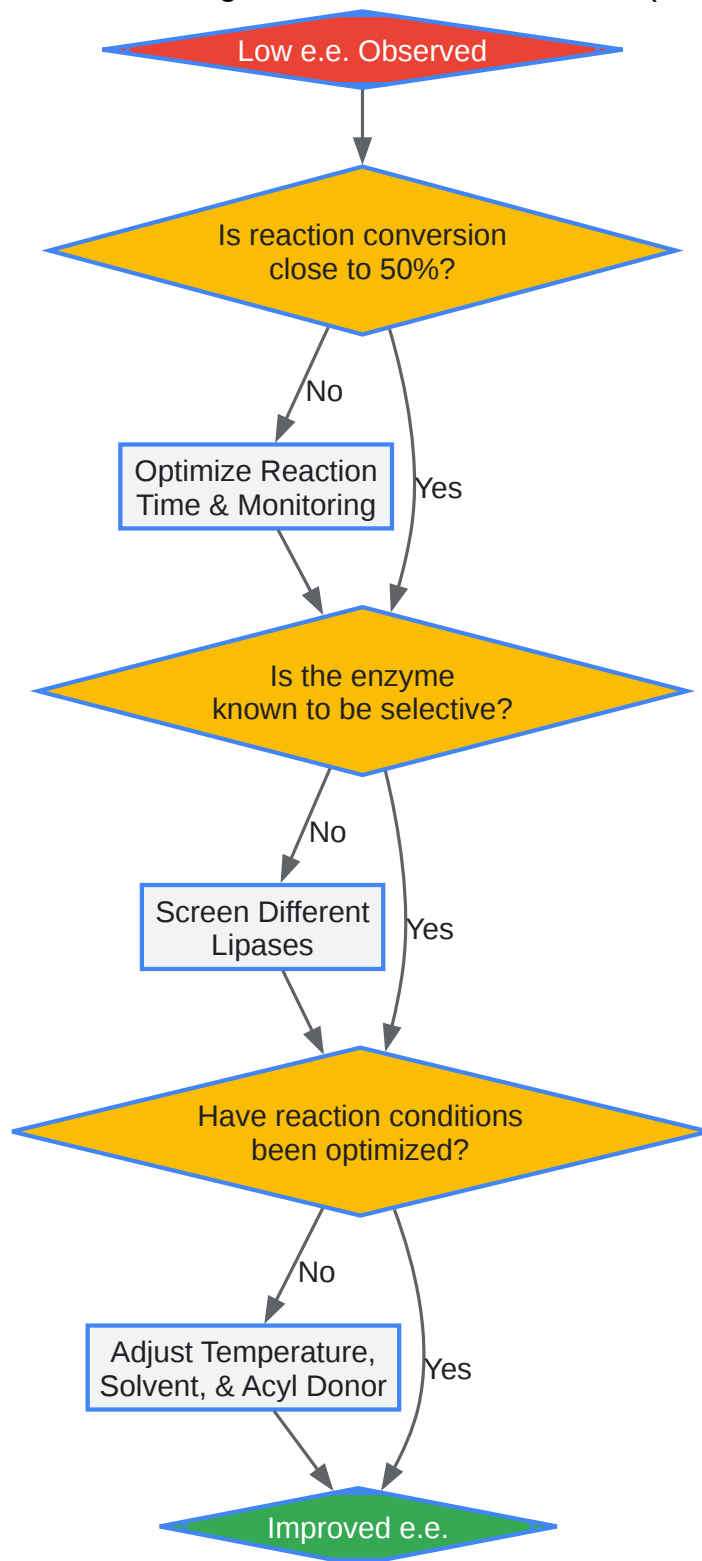 Low e.e. Observed
Is reaction conversion
close to 50%?
No
Optimize Reaction
Time & Monitoring
Yes
Is the enzyme
known to be selective?
No
Screen Different
Lipases
Yes
Have reaction conditions
been optimized?
No
Adjust Temperature,
Solvent, & Acyl Donor
Yes
Improved e.e.